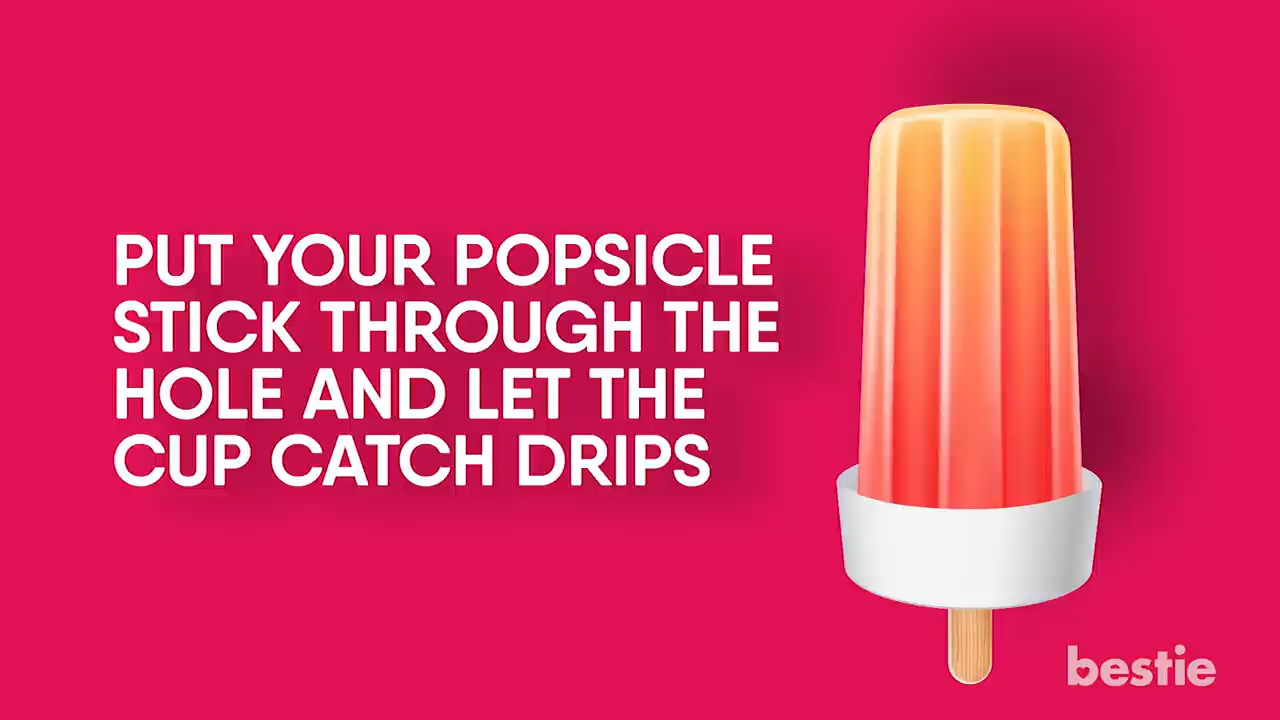 PUT YOUR POPSICLE
STICK THROUGH THE
HOLE AND LET THE
CUP CATCH DRIPS
bestie